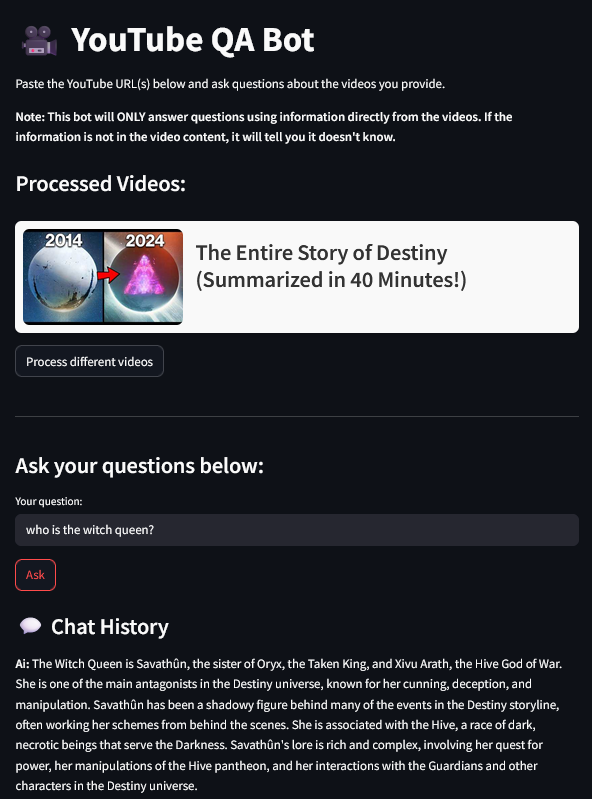 YouTube QA Bot
Paste the YouTube URL(s) below and ask questions about the videos you provide.
Note: This bot will ONLY answer questions using information directly from the videos. If the
information is not in the video content, it will tell you it doesn't know.
Processed Videos:
2014 2024
The Entire Story of Destiny
(Summarized in 40 Minutes!)
Process different videos
Ask your questions below:
Your question:
who is the witch queen?
Ask
Chat History
Ai: The Witch Queen is Savathûn, the sister of Oryx, the Taken King, and Xivu Arath, the Hive God of War.
She is one of the main antagonists in the Destiny universe, known for her cunning, deception, and
manipulation. Savathûn has been a shadowy figure behind many of the events in the Destiny storyline,
often working her schemes from behind the scenes. She is associated with the Hive, a race of dark,
necrotic beings that serve the Darkness. Savathûn's lore is rich and complex, involving her quest for
power, her manipulations of the Hive pantheon, and her interactions with the Guardians and other
characters in the Destiny universe.